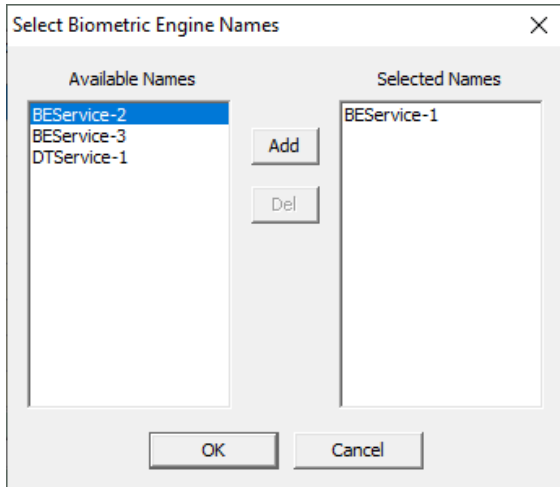 Select Biometric Engine Names
Available Names
Selected Names
BEService-2
BEService-3
DTService-1
Add
Del
BEService-1
OK
Cancel